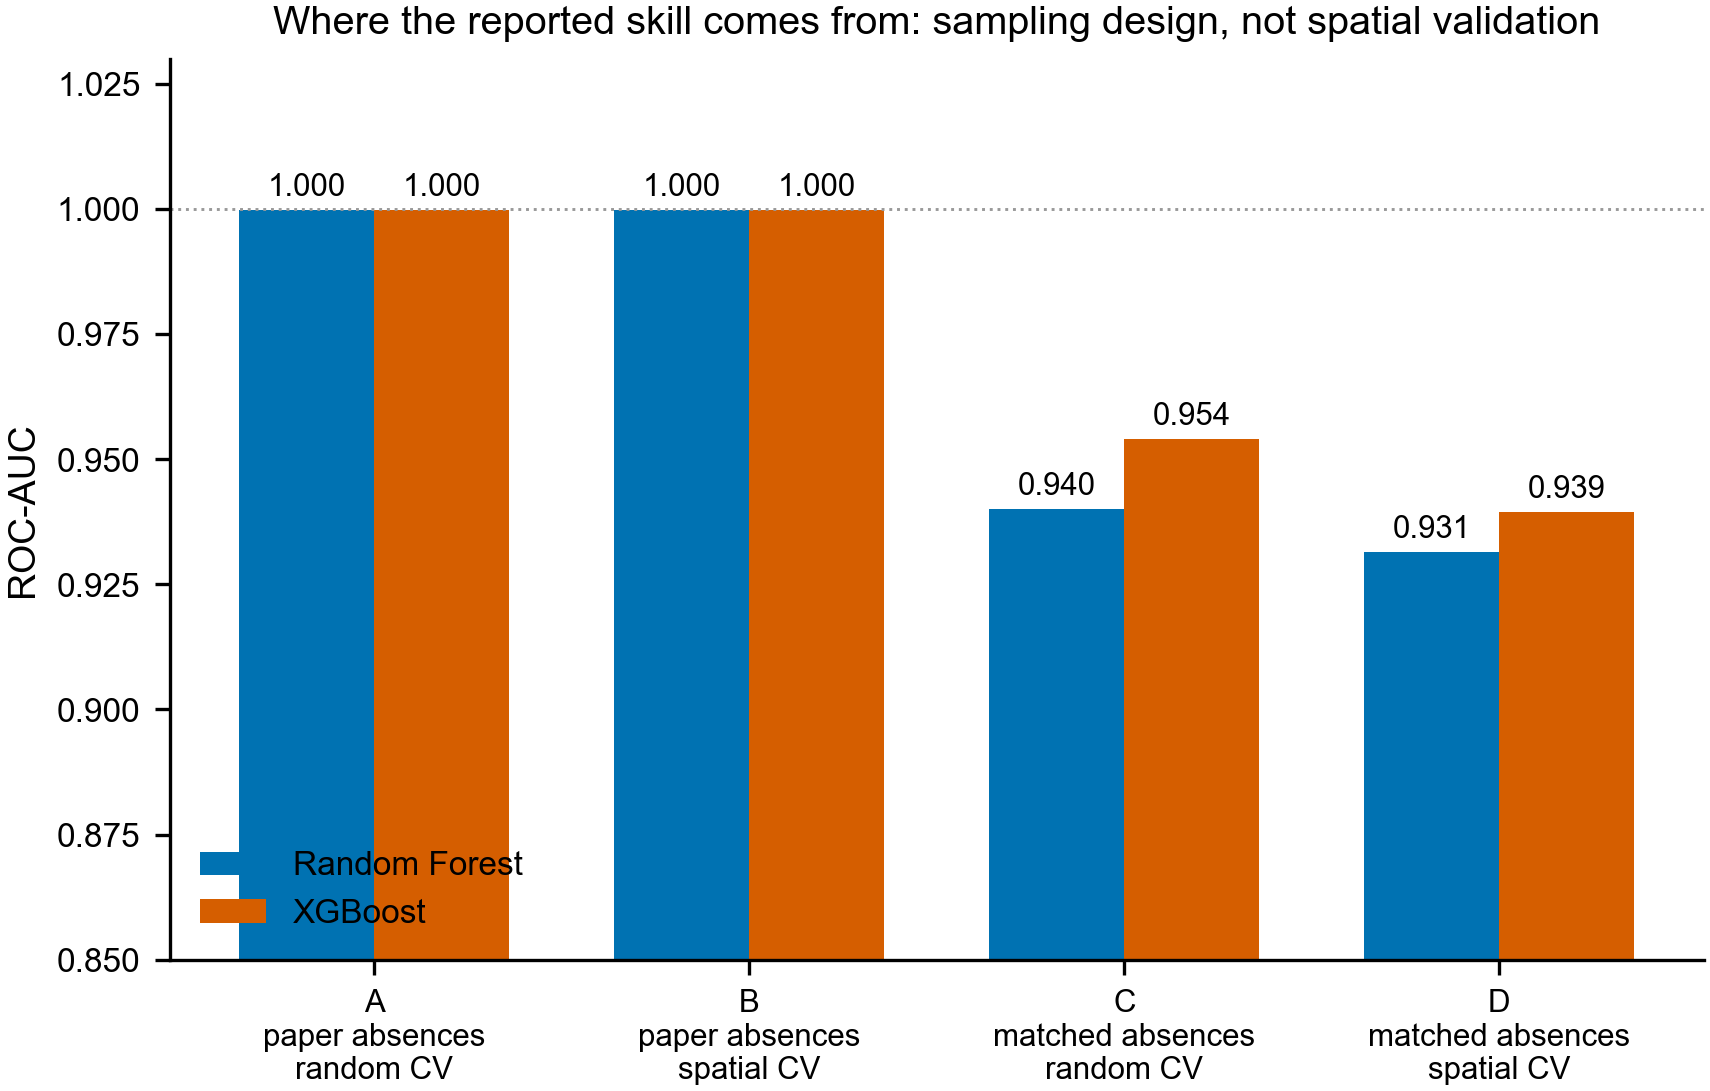 Where the reported skill comes from: sampling design, not spatial validation
ROC-AUC
1.025
1.000
0.975
0.950
0.925
0.900
0.875
0.850
1.000 1.000 1.000 1.000
0.940 0.954
0.931 0.939
Random Forest
XGBoost
A
paper absences
random CV
B
paper absences
spatial CV
C
matched absences
random CV
D
matched absences
spatial CV